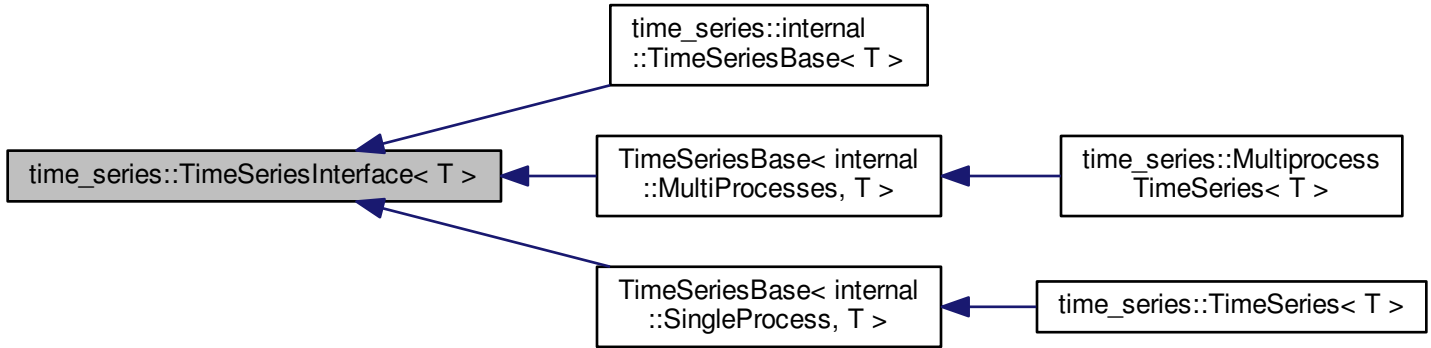 time_series::internal
::TimeSeriesBase< T >
time_series::TimeSeriesInterface< T >
TimeSeriesBase< internal
::MultiProcesses, T >
time_series::Multiprocess
TimeSeries< T >
TimeSeriesBase< internal
::SingleProcess, T >
time_series::TimeSeries< T >